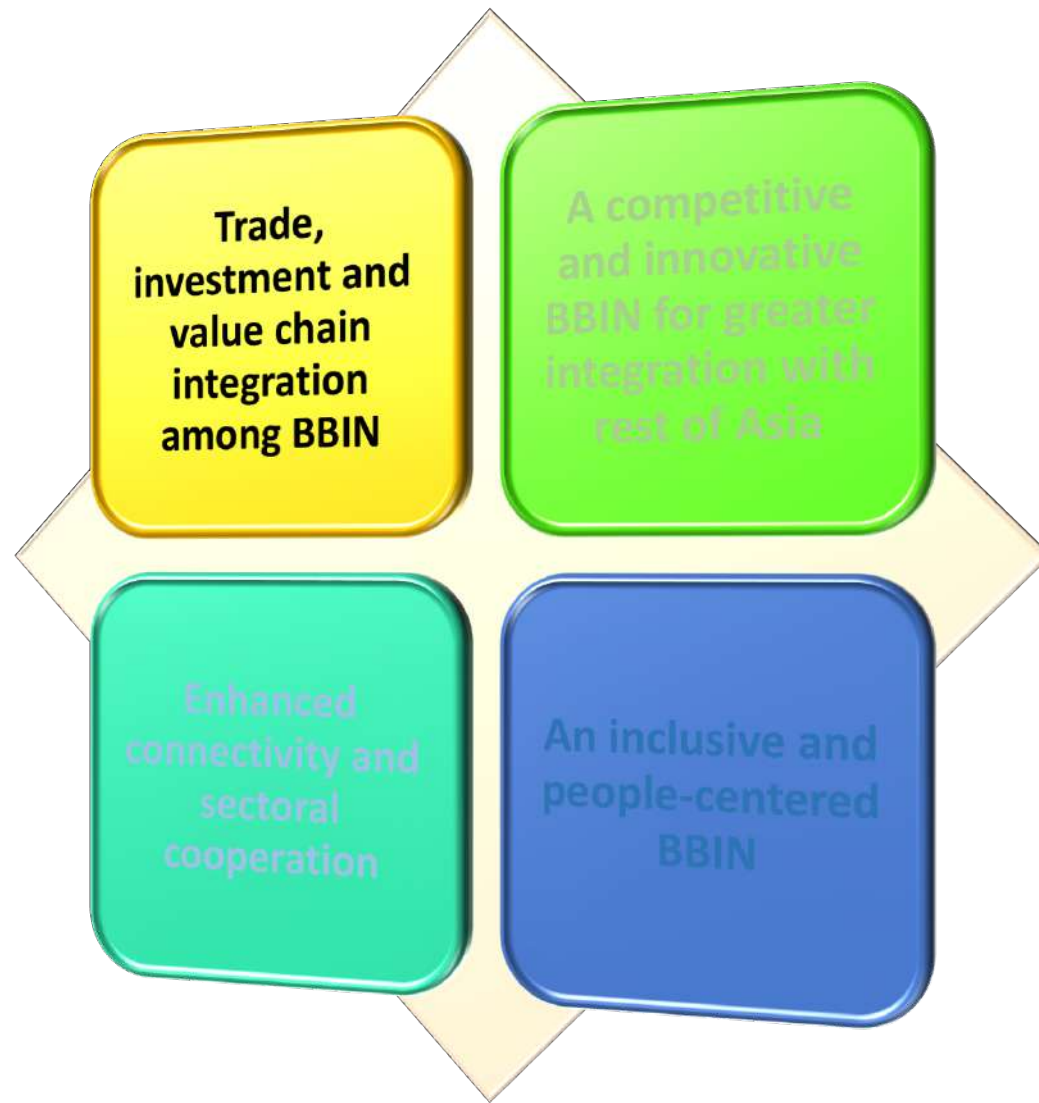 Trade,
investment and
value chain
integration
among BBIN
A competitive
and innovative
BBIN for greater
integration with
rest of Asia
Enhanced
connectivity and
sectoral
cooperation
An inclusive and
people-centered
BBIN